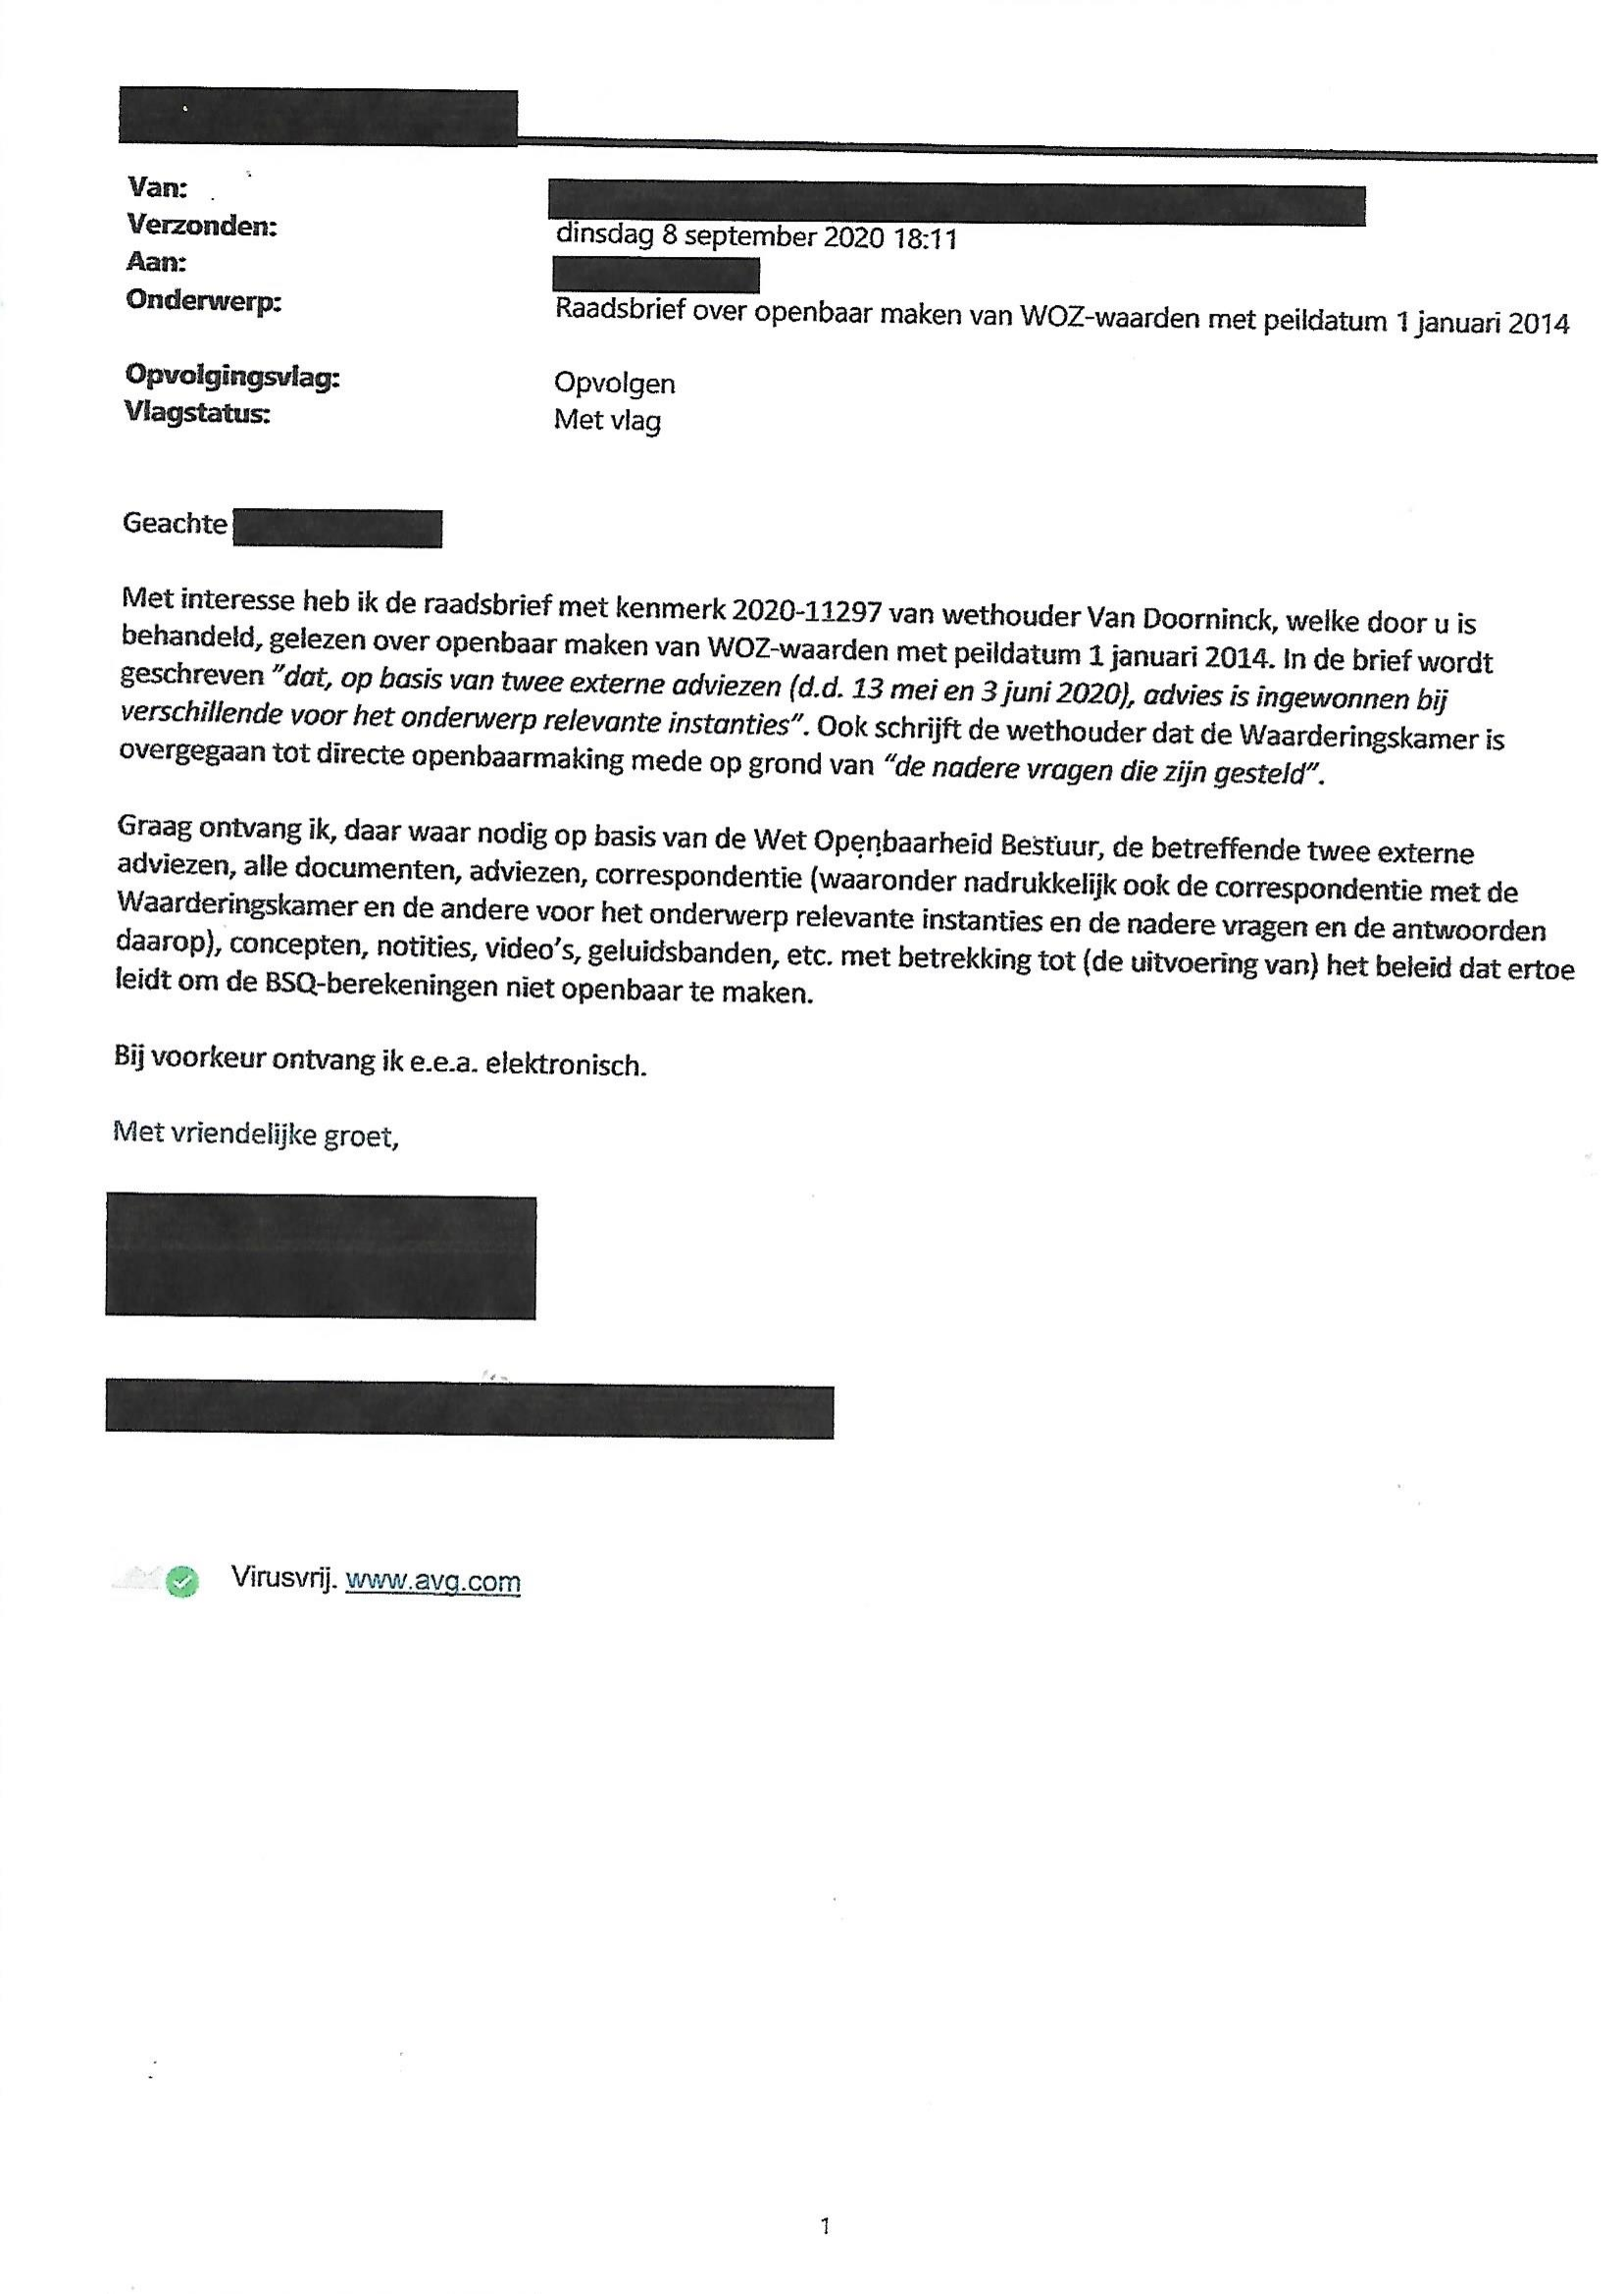 Van:
Verzonden: dinsdag 8 september 2020 18:11
Aan:
Onderwerp: Raadsbrief over openbaar maken van WOZ-waarden met peildatum 1 januari 2014
Opvolgingsvlag: Opvolgen
Vlagstatus: Met vlag
Geachte
Met interesse heb ik de raadsbrief met kenmerk 2020-11297 van wethouder Van Doorninck, welke door u is
behandeld, gelezen over openbaar maken van WOZ-waarden met peildatum 1 januari 2014. In de brief wordt
geschreven "dat, op basis van twee externe adviezen (d.d. 13 mei en 3 juni 2020), advies is ingewonnen bij
verschillende voor het onderwerp relevante instanties". Ook schrijft de wethouder dat de Waarderingskamer is
overgegaan tot directe openbaarmaking mede op grond van "de nadere vragen die zijn gesteld".
Graag ontvang ik, daar waar nodig op basis van de Wet Openbaarheid Bestuur, de betreffende twee externe
adviezen, alle documenten, adviezen, correspondentie (waaronder nadrukkelijk ook de correspondentie met de
Waarderingskamer en de andere voor het onderwerp relevante instanties en de nadere vragen en de antwoorden
daarop), concepten, notities, video's, geluidsbanden, etc. met betrekking tot (de uitvoering van) het beleid dat ertoe
leidt om de BSQ-berekeningen niet openbaar te maken.
Bij voorkeur ontvang ik e.e.a. elektronisch.
Met vriendelijke groet,
Virusvrij. www.avg.com
1